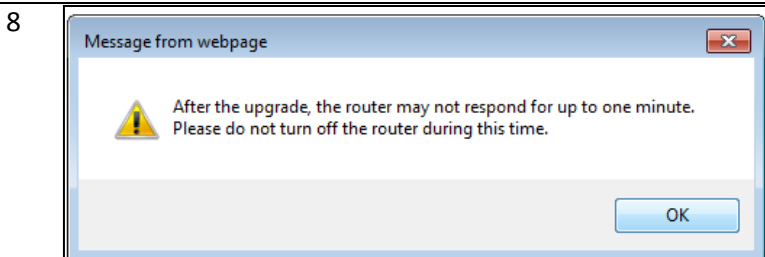 8
Message from webpage
After the upgrade, the router may not respond for up to one minute.
Please do not turn off the router during this time.
OK